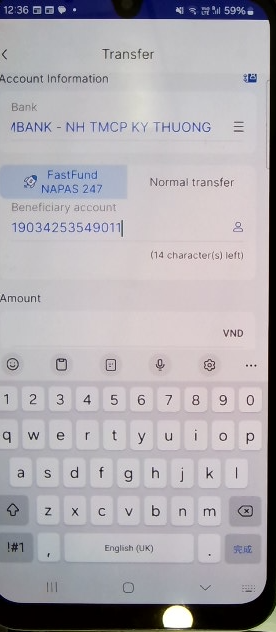 12:36
59%
Transfer
Account Information
Bank
MBANK - NH TMCP KY THUONG
FastFund
NAPAS 247
Normal transfer
Beneficiary account
19034253549011
(14 character(s) left)
Amount
VND
1 2 3 4 5 6 7 8 9 0
q w e r t y u i o p
a s d f g h j k l
z x c v b n m
!#1 , English (UK) . 完成